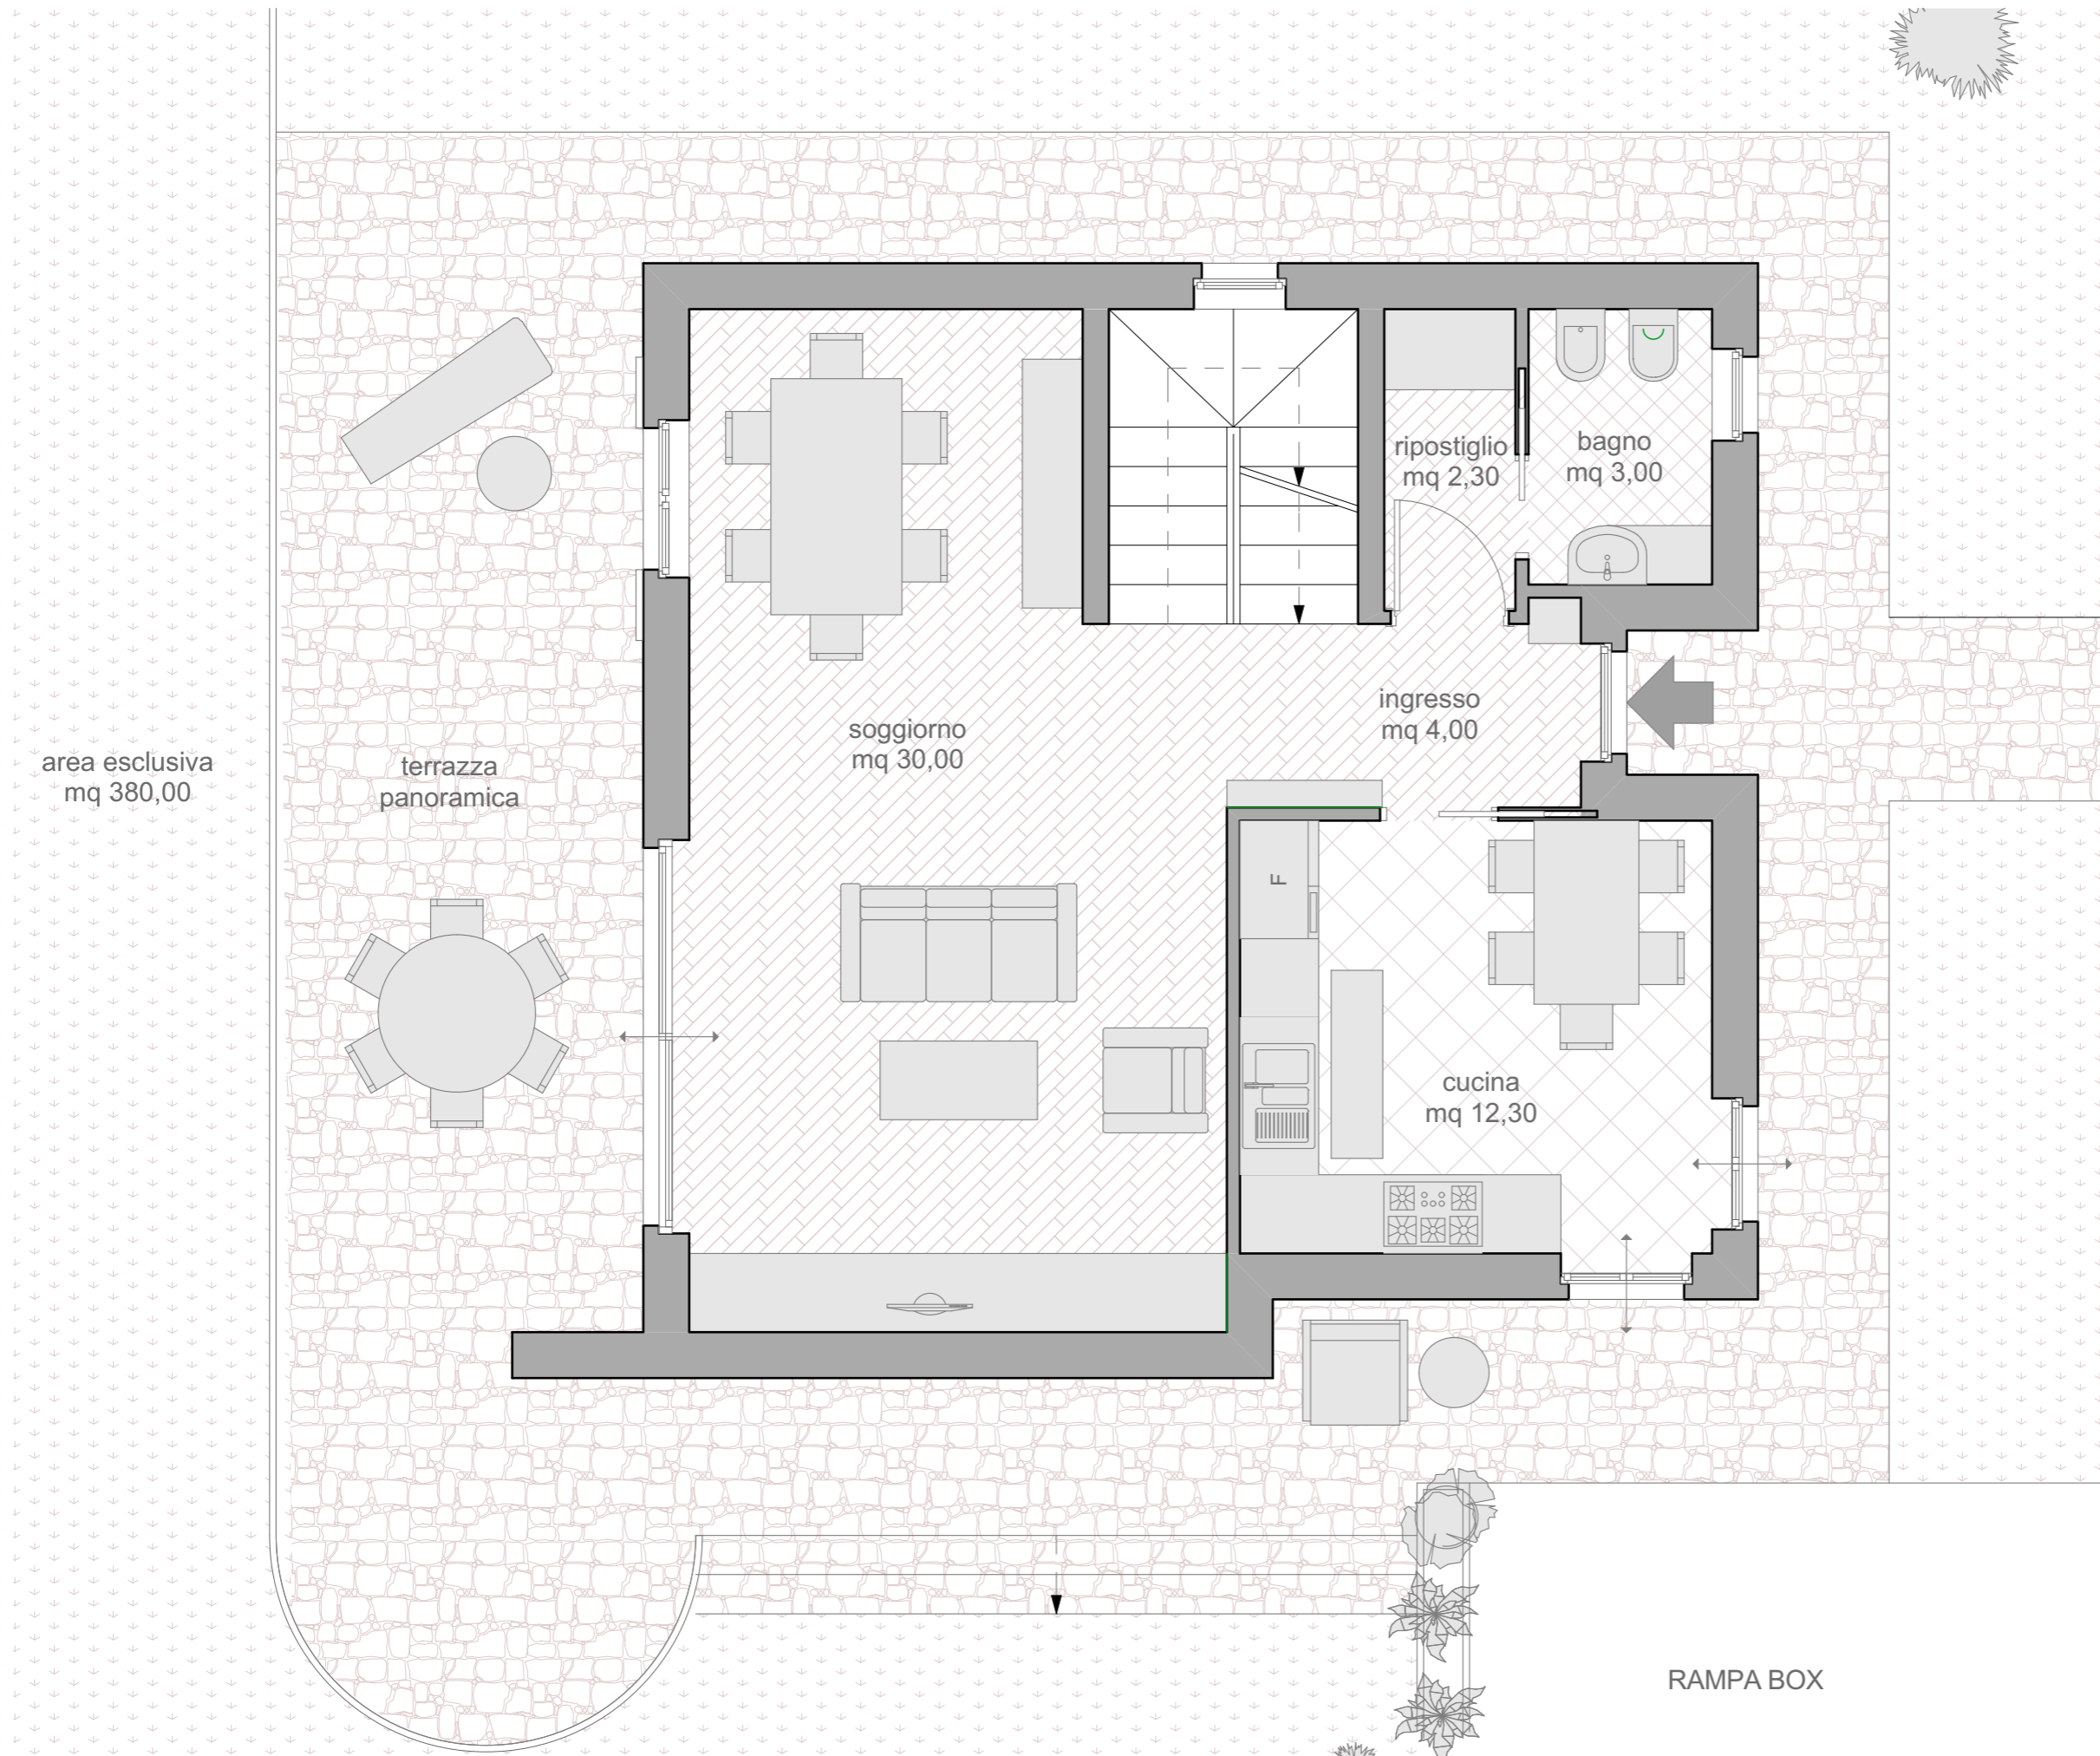 ripostiglio
mq 2,30
bagno
mq 3,00
ingresso
mq 4,00
soggiorno
mq 30,00
area esclusiva
mq 380,00
terrazza
panoramica
F
cucina
mq 12,30
RAMPA BOX